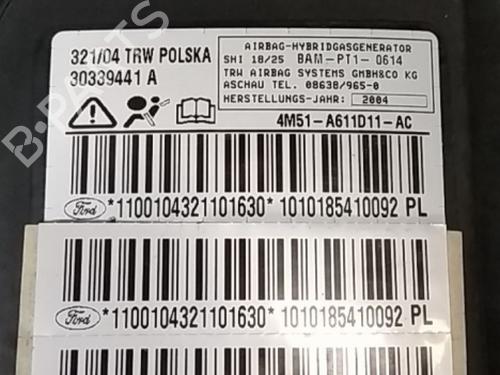 321/04 TRW POLSKA
30339441 A
AIRBAG-HYBRIDGASGENERATOR
SHI 18/25 BAM-PT1-0614
TRW AIRBAG SYSTEMS GMBH&CO KG
ASCHAU TEL. 08638/965-0
HERSTELLUNGS-JAHR: 2004
4M51-A611D11-AC
Ford *1100104321101630* 1010185410092 PL
Ford *1100104321101630* 1010185410092 PL